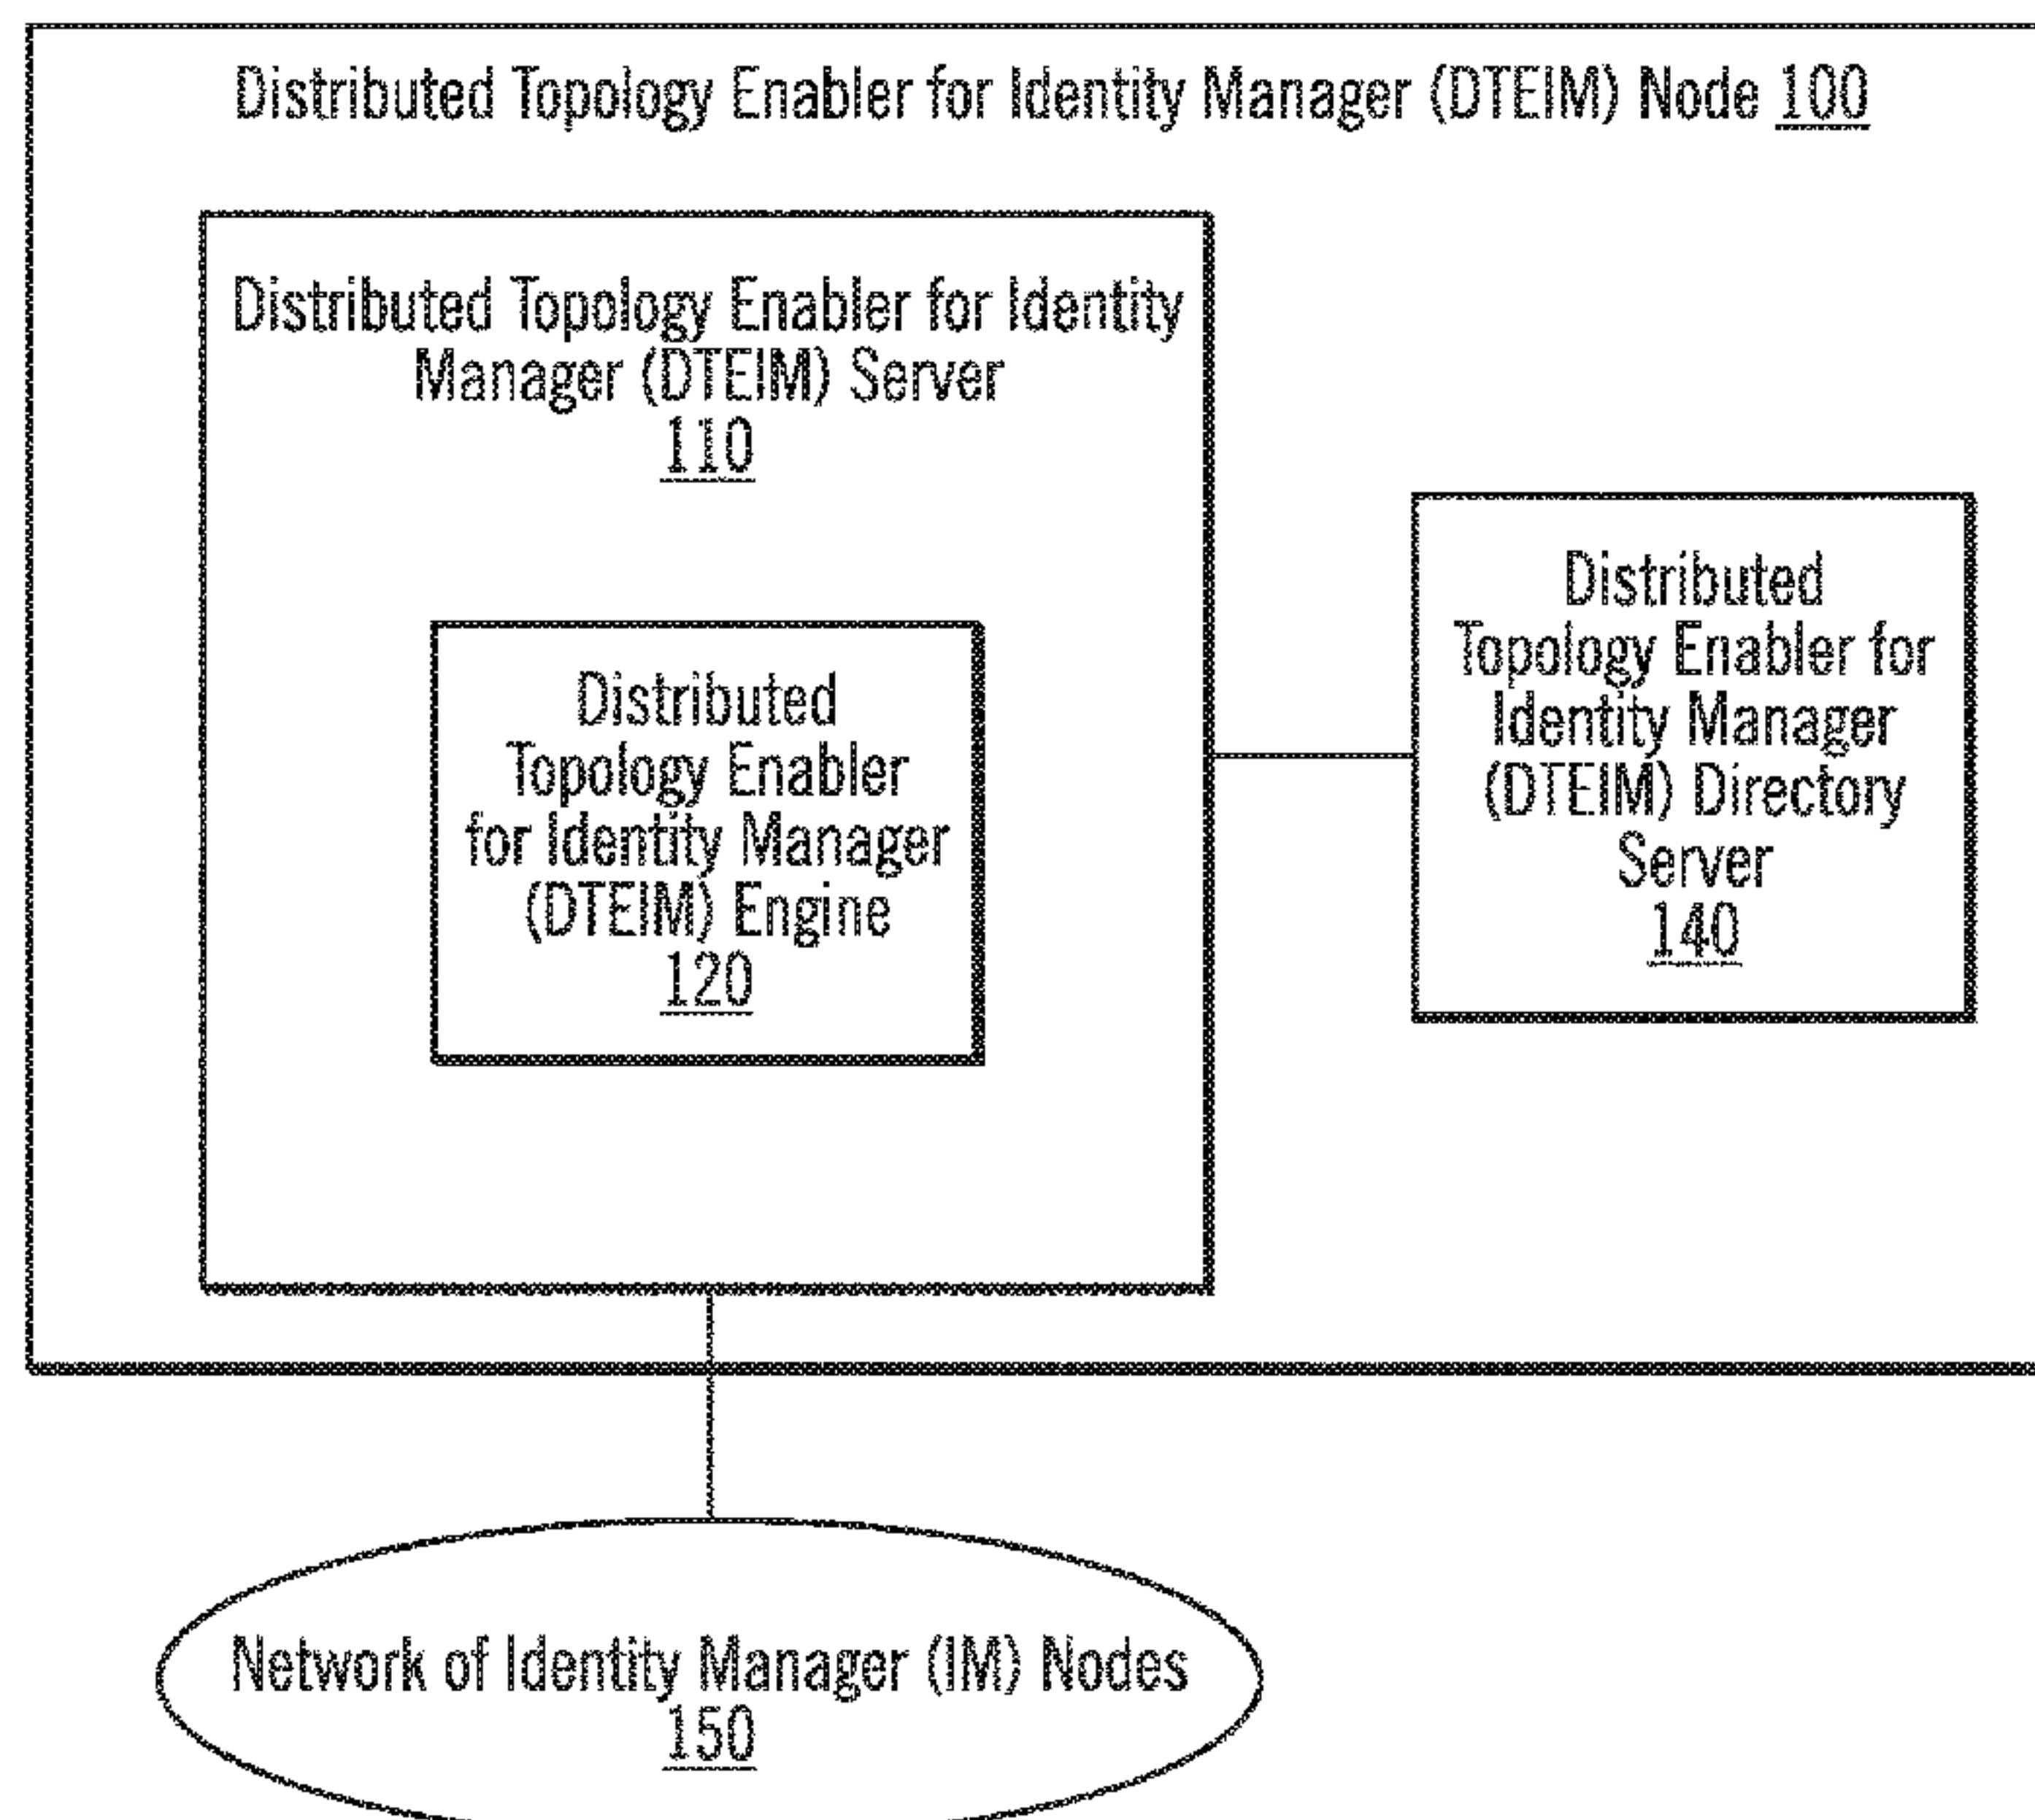 Distributed Topology Enabler for Identity Manager (DTEIM) Node 100
Distributed Topology Enabler for Identity
Manager (DTEIM) Server
110
Distributed
Topology Enabler
for Identity Manager
(DTEIM) Engine
120
Distributed
Topology Enabler for
Identity Manager
(DTEIM) Directory
Server
140
Network of Identity Manager (IM) Nodes
150